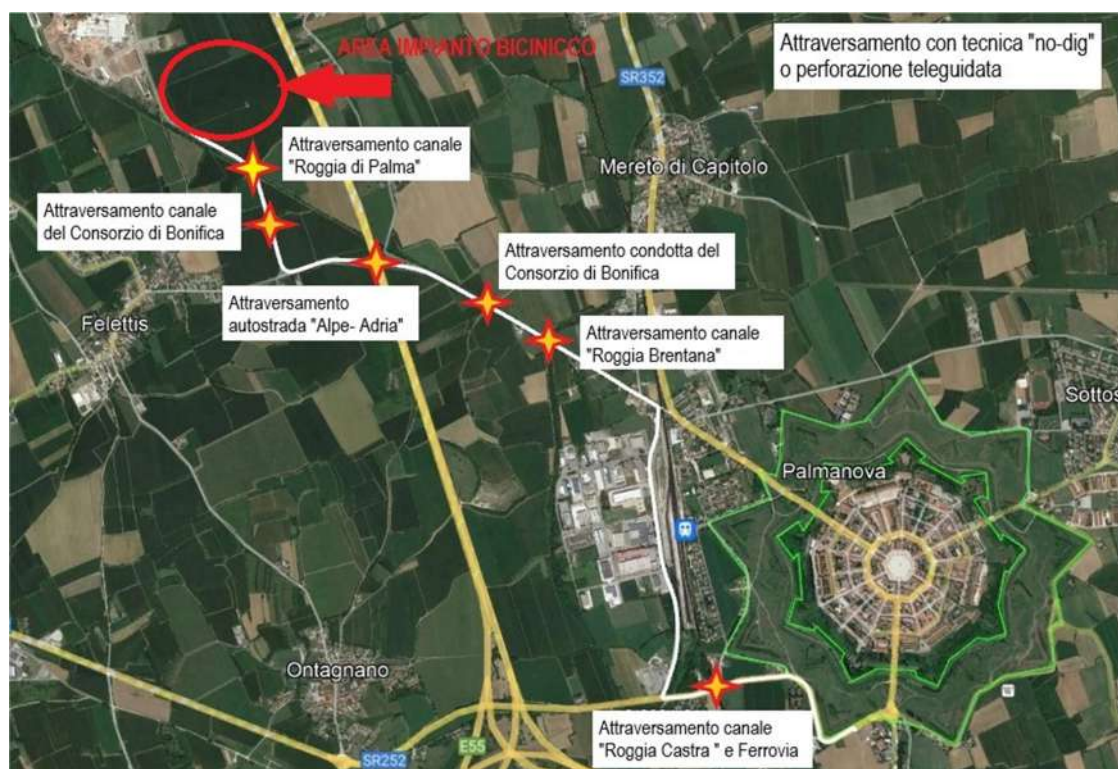 AREA IMPIANTO BICINICCO
Attraversamento con tecnica "no-dig"
o perforazione teleguidata
SR352
Attraversamento canale
"Roggia di Palma"
Mereto di Capitolo
Attraversamento canale
del Consorzio di Bonifica
Attraversamento condotta del
Consorzio di Bonifica
Attraversamento
autostrada "Alpe- Adria"
Felettis
Attraversamento canale
"Roggia Brentana"
Sottos
Palmanova
Ontagnano
Attraversamento canale
"Roggia Castra " e Ferrovia
E55
SR252